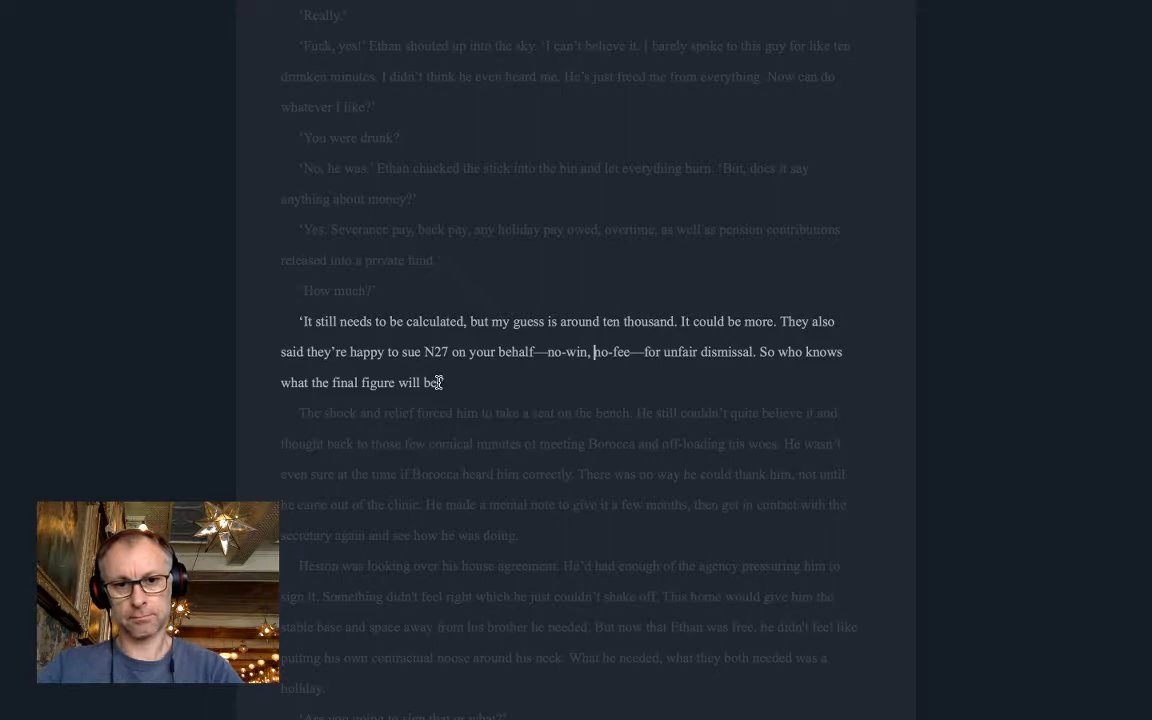 ‘Really.’
‘Fuck, yes!’ Ethan shouted up into the sky. ‘I can’t believe it. I barely spoke to this guy for like ten
drunken minutes. I didn’t think he even heard me. He’s just freed me from everything. Now can do
whatever I like?’
‘You were drunk?
‘No, he was.’ Ethan chucked the stick into the bin and let everything burn. ‘But, does it say
anything about money?’
‘Yes. Severance pay, back pay, any holiday pay owed, overtime, as well as pension contributions
released into a private fund.’
‘How much?’
‘It still needs to be calculated, but my guess is around ten thousand. It could be more. They also
said they’re happy to sue N27 on your behalf—no-win, no-fee—for unfair dismissal. So who knows
what the final figure will be
The shock and relief forced him to take a seat on the bench. He still couldn’t quite believe it and
thought back to those few comical minutes of meeting Borocca and off-loading his woes. He wasn’t
even sure at the time if Borocca heard him correctly. There was no way he could thank him, not until
he came out of the clinic. He made a mental note to give it a few months, then get in contact with the
secretary again and see how he was doing.
Heston was looking over his house agreement. He’d had enough of the agency pressuring him to
sign it. Something didn't feel right which he just couldn’t shake off. This home would give him the
stable base and space away from his brother he needed. But now that Ethan was free, he didn't feel like
putting his own contractual noose around his neck. What he needed, what they both needed was a
holiday.
‘Are you going to sign that or what?’